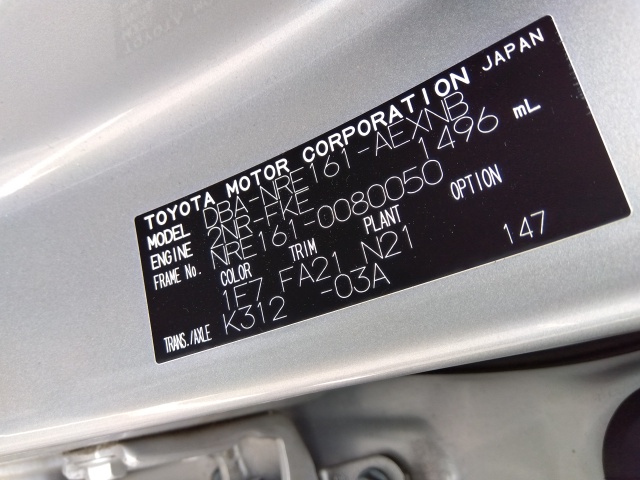 TOYOTA MOTOR CORPORATION JAPAN
MODEL DBA-NRE161-AEXNB
ENGINE 2NR-FKE 1496 mL
FRAME No. NRE161-0080050
COLOR TRIM PLANT OPTION
1F7 FA21 N21 147
TRANS./AXLE K312 -03A